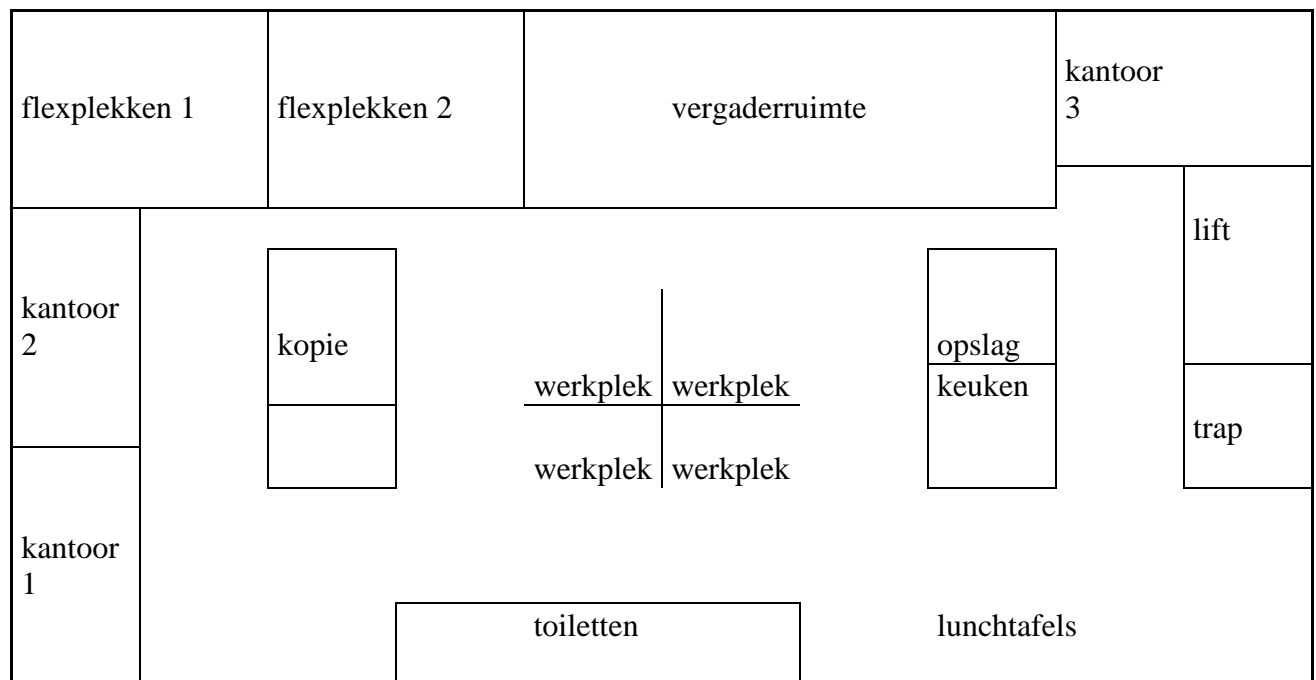 flexplekken 1
flexplekken 2
vergaderruimte
kantoor
3
lift
kantoor
2
kopie
opslag
werkplek
werkplek
keuken
trap
werkplek
werkplek
kantoor
1
toiletten
lunchtafels